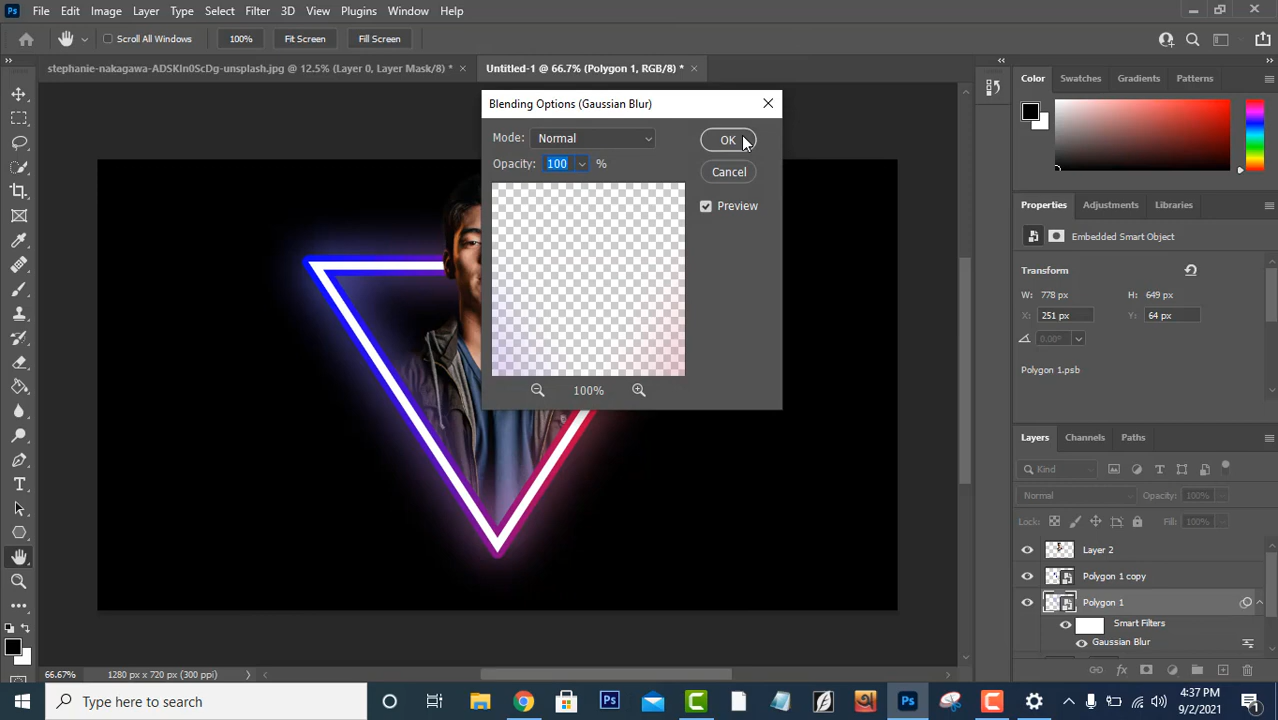 Ps File Edit Image Layer Type Select Filter 3D View Plugins Window Help
Scroll All Windows 100% Fit Screen Fill Screen
stephanie-nakagawa-ADSKIn0ScDg-unsplash.jpg @ 12.5% (Layer 0, Layer Mask/8) * × Untitled-1 @ 66.7% (Polygon 1, RGB/8) * ×
Blending Options (Gaussian Blur)
Mode: Normal
OK
Opacity: 100 %
Cancel
Preview
100%
Color Swatches Gradients Patterns
Properties Adjustments Libraries
Embedded Smart Object
Transform
W: 778 px H: 649 px
X: 251 px Y: 64 px
0.00°
Polygon 1.psb
Layers Channels Paths
Kind
Normal Opacity: 100%
Lock: Fill: 100%
Layer 2
Polygon 1 copy
Polygon 1
Smart Filters
Gaussian Blur
66.67% 1280 px x 720 px (300 ppi)
Type here to search
Ps
Ps
4:37 PM
9/2/2021